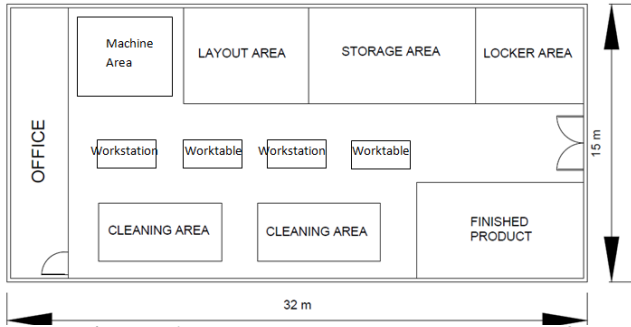 Machine
Area
LAYOUT AREA
STORAGE AREA
LOCKER AREA
OFFICE
Workstation
Worktable
Workstation
Worktable
15 m
CLEANING AREA
CLEANING AREA
FINISHED
PRODUCT
32 m